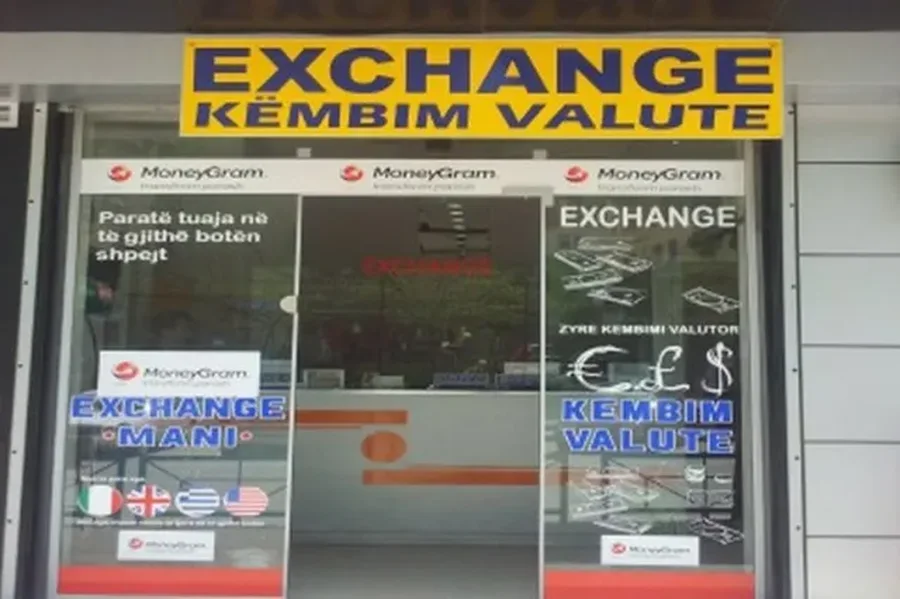 EXCHANGE
KËMBIM VALUTE
MoneyGram.
MoneyGram.
MoneyGram.
Paratë tuaja në
të gjithë botën
shpejt
EXCHANGE
EXCHANGE
ZYRE KEMBIMI VALUTOR
€ £ $
MoneyGram.
EXCHANGE
MANI
KEMBIM
VALUTE
MoneyGram.
MoneyGram.